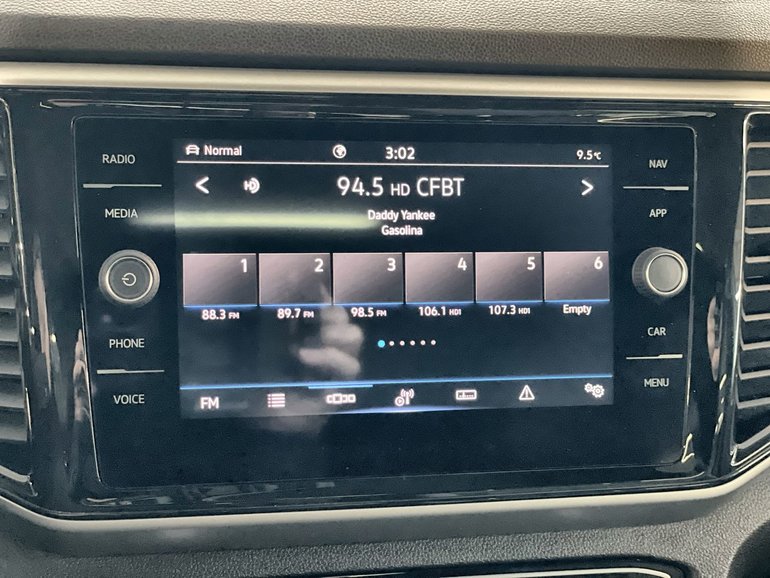 RADIO
MEDIA
PHONE
VOICE
Normal 3:02 9.5°C
< HD 94.5 HD CFBT >
Daddy Yankee
Gasolina
1 2 3 4 5 6
88.3 FM 89.7 FM 98.5 FM 106.1 HD1 107.3 HD1 Empty
FM
NAV
APP
CAR
MENU